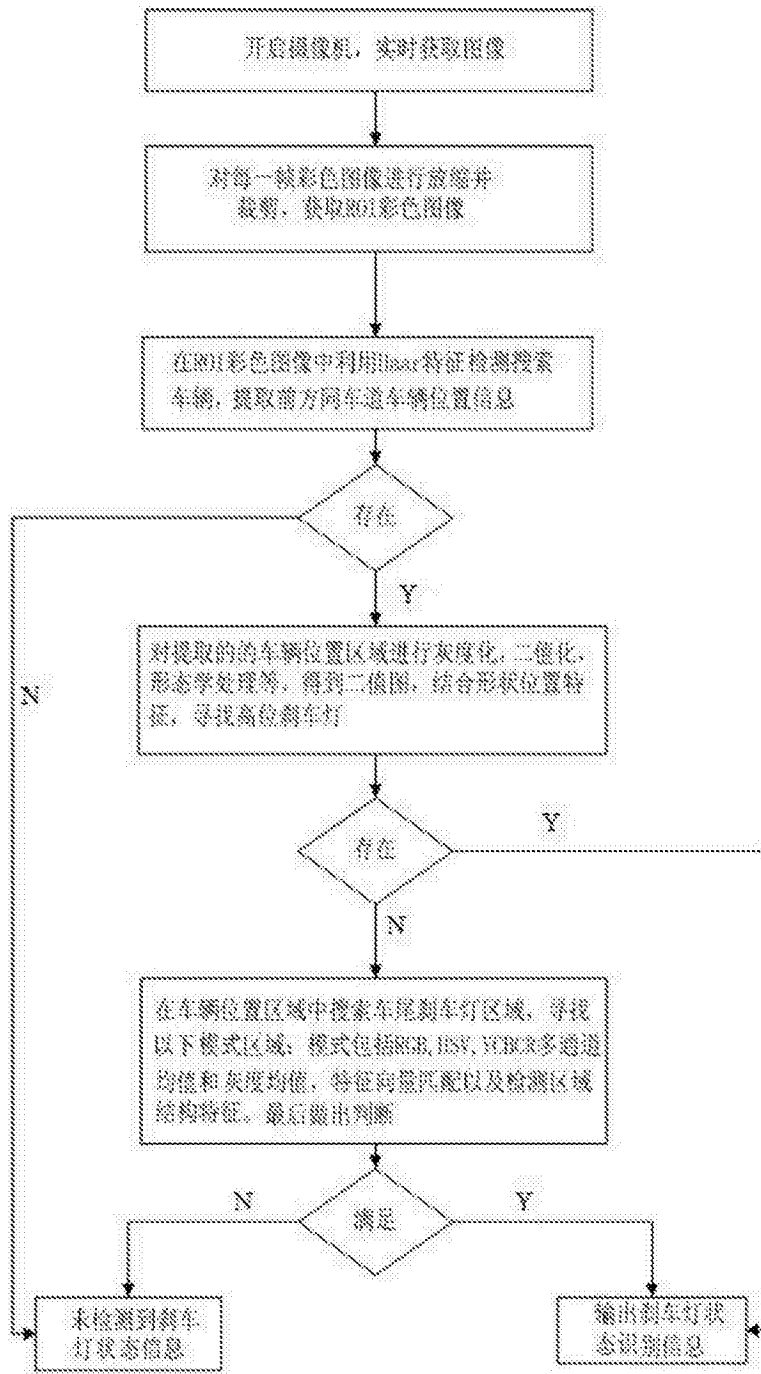 开启摄像机，实时获取图像
对每一帧彩色图像进行放缩并
裁剪，获取ROI彩色图像
在ROI彩色图像中利用Haar特征检测搜索
车辆，提取前方同车道车辆位置信息
存在
Y
N
对提取的的车辆位置区域进行灰度化，二值化，
形态学处理等，得到二值图，结合形状位置特
征，寻找高位刹车灯
存在
Y
N
在车辆位置区域中搜索车尾刹车灯区域，寻找
以下模式区域：模式包括RGB,HSV,YCBCR多通道
均值和灰度均值，特征向量匹配以及检测区域
结构特征。最后做出判断
满足
N
Y
未检测到刹车
灯状态信息
输出刹车灯状
态识别信息